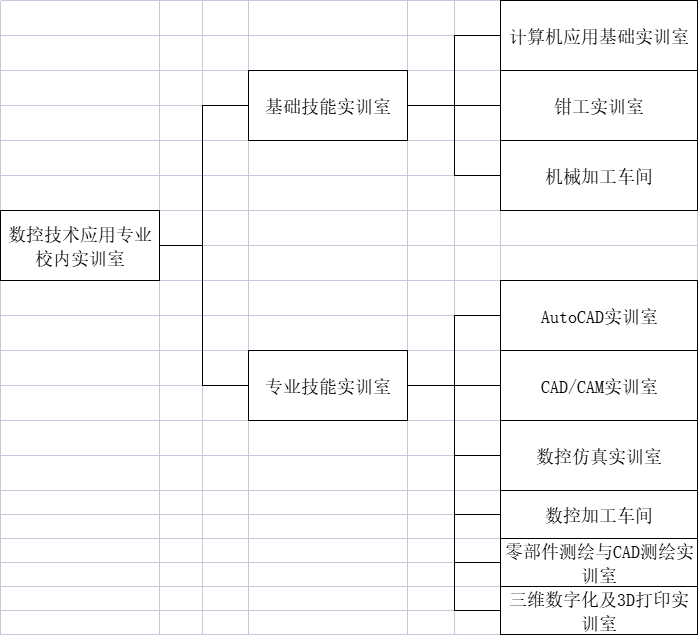 计算机应用基础实训室
基础技能实训室
钳工实训室
机械加工车间
数控技术应用专业
校内实训室
AutoCAD实训室
专业技能实训室
CAD/CAM实训室
数控仿真实训室
数控加工车间
零部件测绘与CAD测绘实
训室
三维数字化及3D打印实
训室